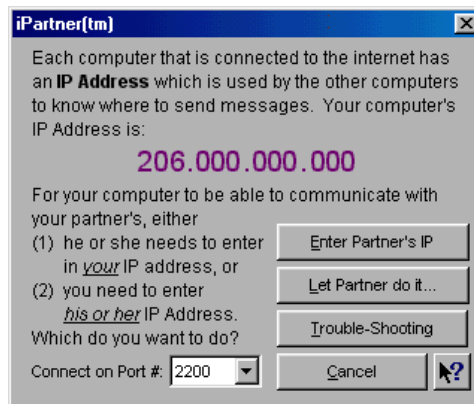 iPartner(tm)
Each computer that is connected to the internet has
an IP Address which is used by the other computers
to know where to send messages.  Your computer's
IP Address is:
206.000.000.000
For your computer to be able to communicate with
your partner's, either
(1) he or she needs to enter
in your IP address, or
(2) you need to enter
his or her IP Address.
Which do you want to do?
Enter Partner's IP
Let Partner do it...
Trouble-Shooting
Connect on Port #: 2200
Cancel
?